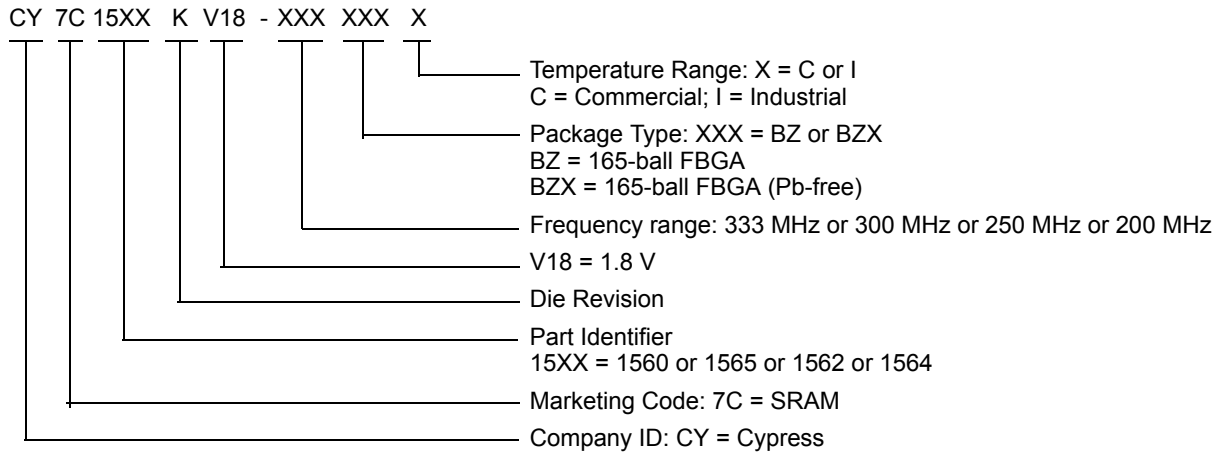 CY 7C 15XX K V18 - XXX XXX X
Temperature Range: X = C or I
C = Commercial; I = Industrial
Package Type: XXX = BZ or BZX
BZ = 165-ball FBGA
BZX = 165-ball FBGA (Pb-free)
Frequency range: 333 MHz or 300 MHz or 250 MHz or 200 MHz
V18 = 1.8 V
Die Revision
Part Identifier
15XX = 1560 or 1565 or 1562 or 1564
Marketing Code: 7C = SRAM
Company ID: CY = Cypress